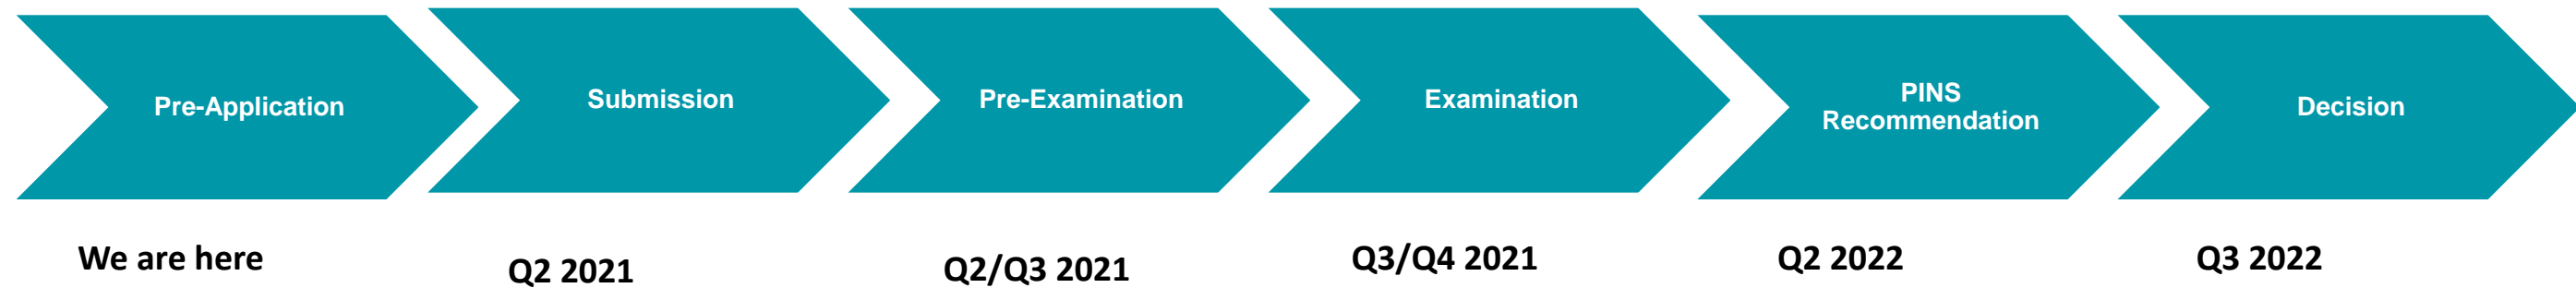 Pre-Application
Submission
Pre-Examination
Examination
PINS
Recommendation
Decision
We are here
Q2 2021
Q2/Q3 2021
Q3/Q4 2021
Q2 2022
Q3 2022